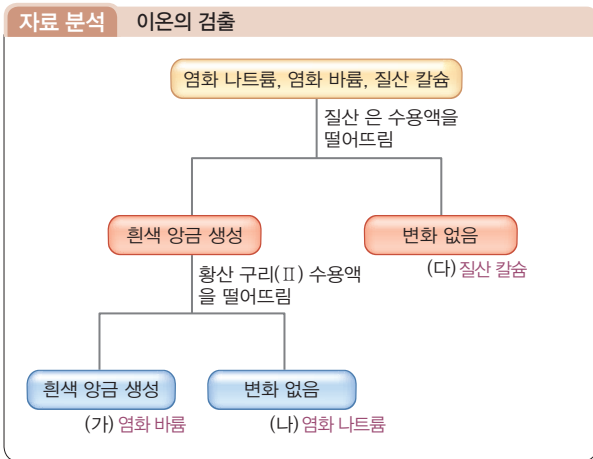 자료 분석 이온의 검출
염화 나트륨, 염화 바륨, 질산 칼슘
질산 은 수용액을
떨어뜨림
흰색 앙금 생성
변화 없음
(다) 질산 칼슘
황산 구리(Ⅱ) 수용액
을 떨어뜨림
흰색 앙금 생성
변화 없음
(가) 염화 바륨
(나) 염화 나트륨